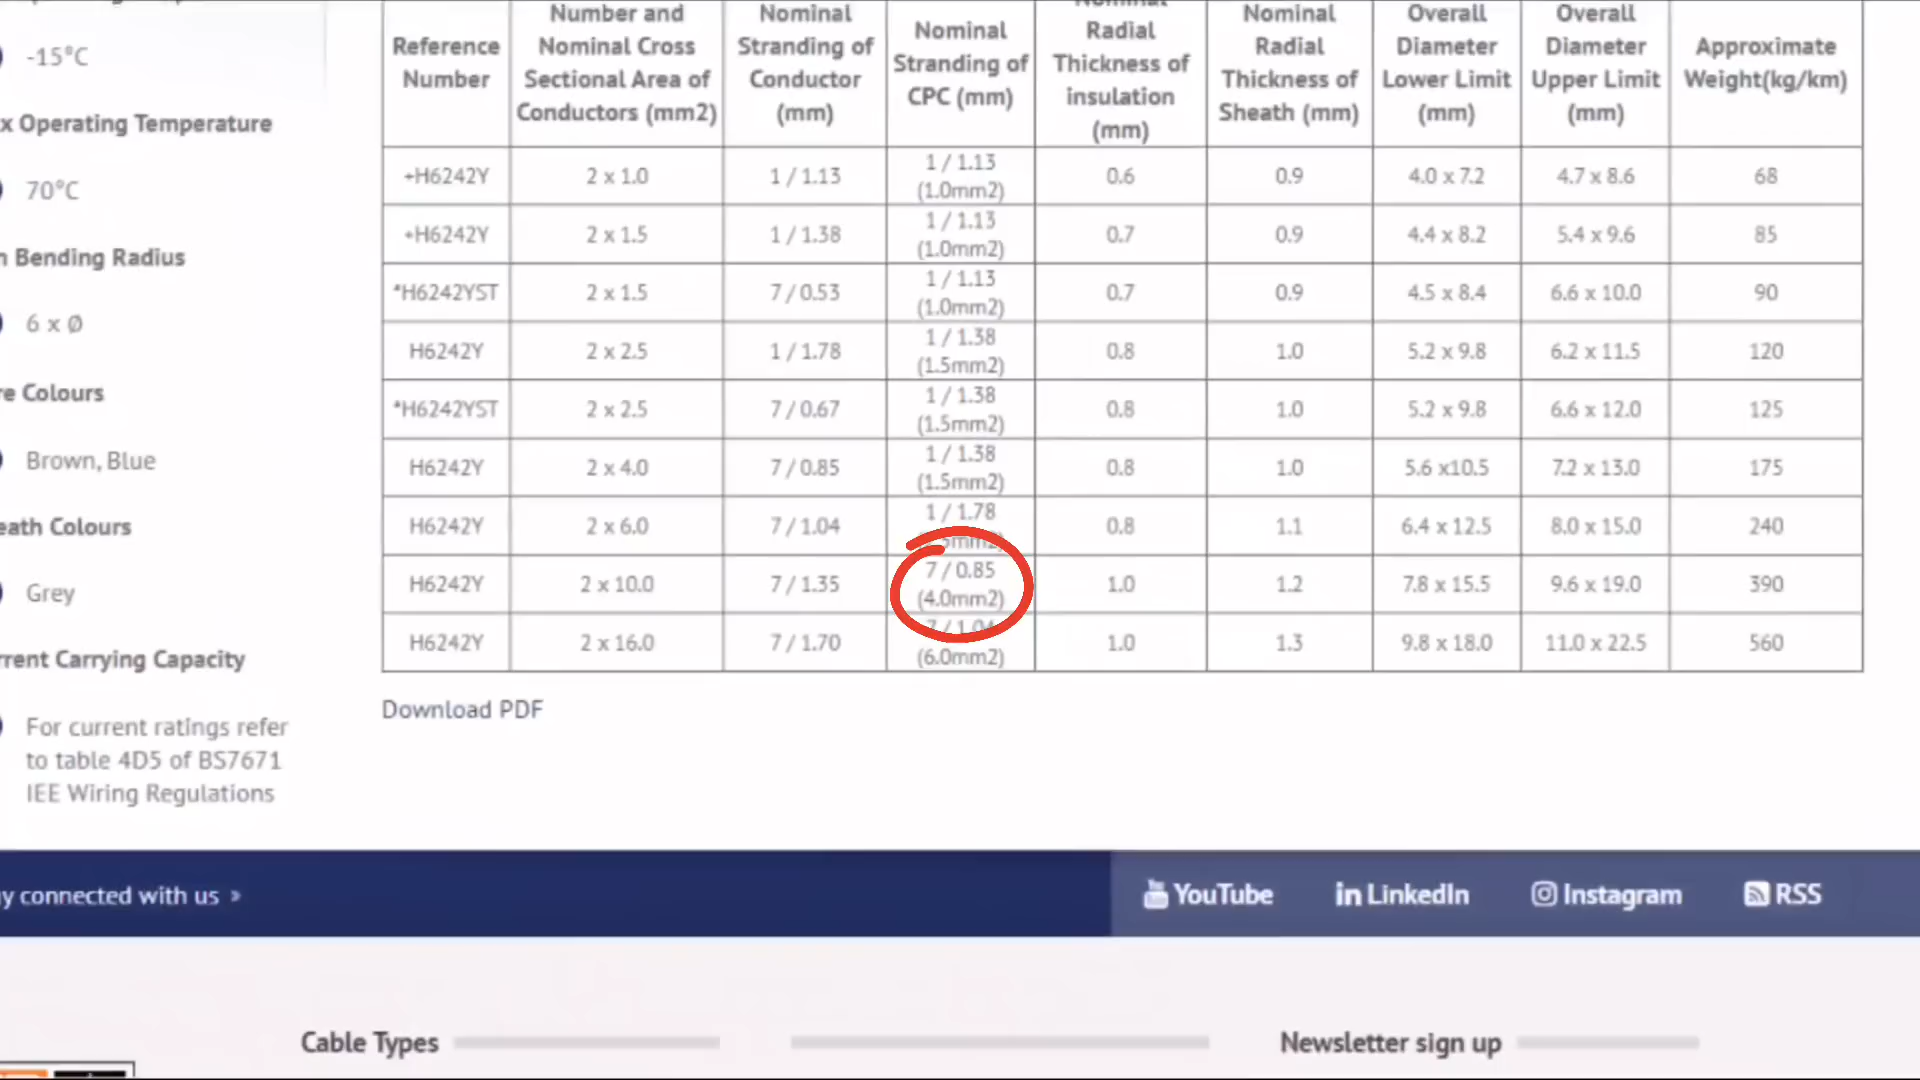 -15°C
x Operating Temperature
70°C
n Bending Radius
6 x Ø
re Colours
Brown, Blue
eath Colours
Grey
rrent Carrying Capacity
For current ratings refer
to table 4D5 of BS7671
IEE Wiring Regulations
Reference Number
Number and Nominal Cross Sectional Area of Conductors (mm2)
Nominal Stranding of Conductor (mm)
Nominal Stranding of CPC (mm)
Nominal Radial Thickness of insulation (mm)
Nominal Radial Thickness of Sheath (mm)
Overall Diameter Lower Limit (mm)
Overall Diameter Upper Limit (mm)
Approximate Weight(kg/km)
+H6242Y 2 x 1.0 1 / 1.13 1 / 1.13 (1.0mm2) 0.6 0.9 4.0 x 7.2 4.7 x 8.6 68
+H6242Y 2 x 1.5 1 / 1.38 1 / 1.13 (1.0mm2) 0.7 0.9 4.4 x 8.2 5.4 x 9.6 85
*H6242YST 2 x 1.5 7 / 0.53 1 / 1.13 (1.0mm2) 0.7 0.9 4.5 x 8.4 6.6 x 10.0 90
H6242Y 2 x 2.5 1 / 1.78 1 / 1.38 (1.5mm2) 0.8 1.0 5.2 x 9.8 6.2 x 11.5 120
*H6242YST 2 x 2.5 7 / 0.67 1 / 1.38 (1.5mm2) 0.8 1.0 5.2 x 9.8 6.6 x 12.0 125
H6242Y 2 x 4.0 7 / 0.85 1 / 1.38 (1.5mm2) 0.8 1.0 5.6 x10.5 7.2 x 13.0 175
H6242Y 2 x 6.0 7 / 1.04 1 / 1.78 5mm2) 0.8 1.1 6.4 x 12.5 8.0 x 15.0 240
H6242Y 2 x 10.0 7 / 1.35 7 / 0.85 (4.0mm2) 1.0 1.2 7.8 x 15.5 9.6 x 19.0 390
H6242Y 2 x 16.0 7 / 1.70 7 / 1.04 (6.0mm2) 1.0 1.3 9.8 x 18.0 11.0 x 22.5 560
Download PDF
y connected with us »
YouTube
LinkedIn
Instagram
RSS
Cable Types
Newsletter sign up